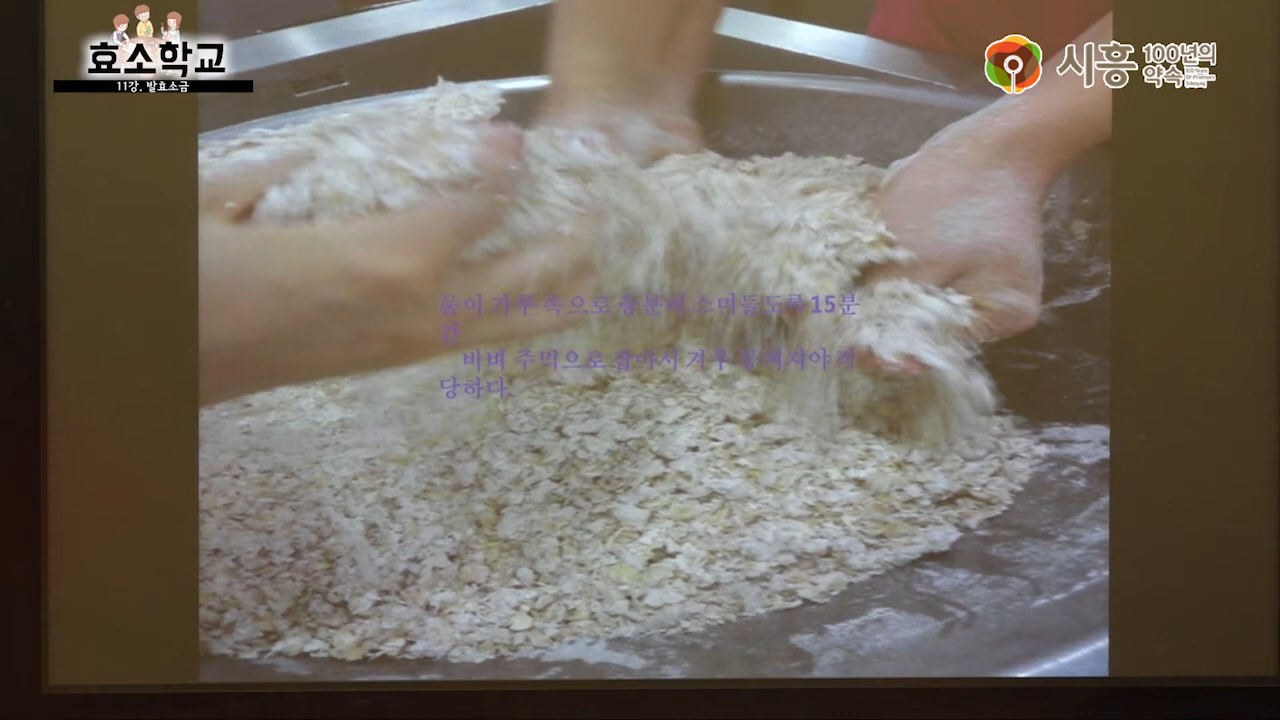 효소학교
11강. 발효소금
시흥
100년의
약속
물이 가루 속으로 충분히 스며들도록 15분
간
비벼 주먹으로 잡아서 겨우 뭉쳐져야 적
당하다.